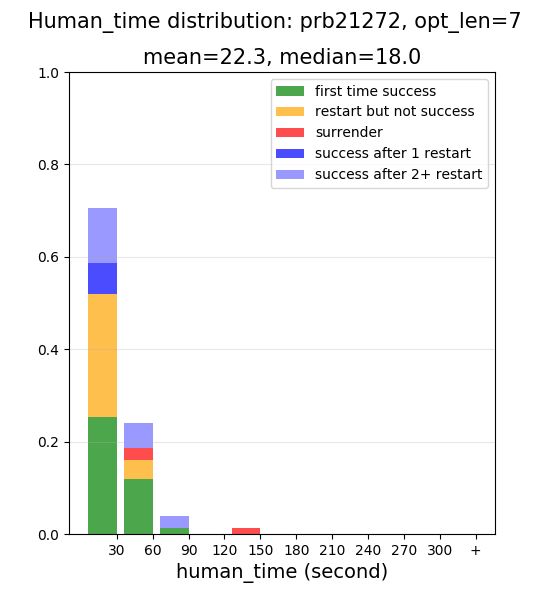 Human_time distribution: prb21272, opt_len=7
mean=22.3, median=18.0
1.0
0.8
0.6
0.4
0.2
0.0
first time success
restart but not success
surrender
success after 1 restart
success after 2+ restart
30 60 90 120 150 180 210 240 270 300 +
human_time (second)